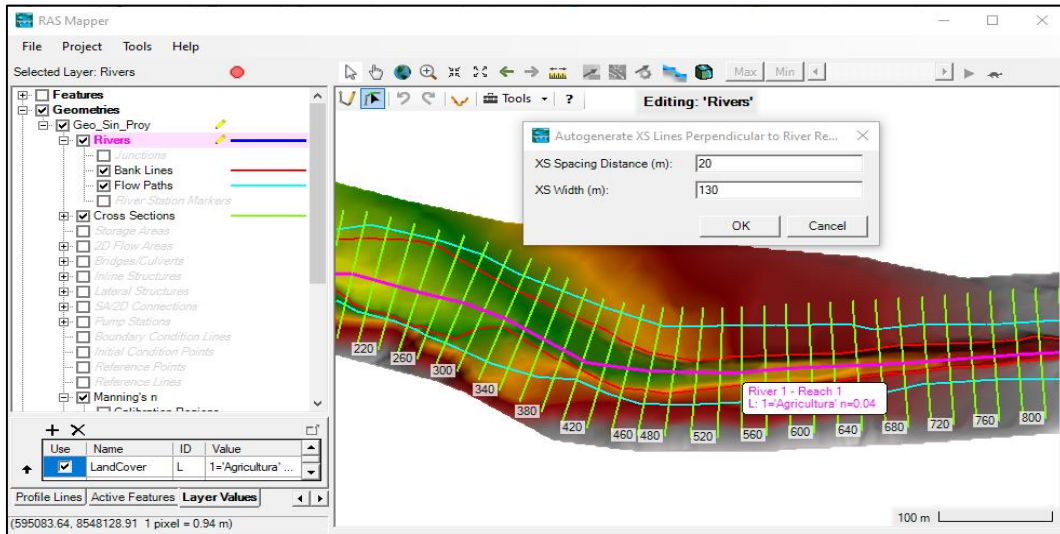 RAS Mapper
File Project Tools Help
Selected Layer: Rivers
Max Min
Features
Geometries
Geo_Sin_Proy
Rivers
Junctions
Bank Lines
Flow Paths
River Station Markers
Cross Sections
Storage Areas
2D Flow Areas
Bridges/Culverts
Inline Structures
Lateral Structures
SA/2D Connections
Pump Stations
Boundary Condition Lines
Initial Condition Points
Reference Points
Reference Lines
Manning's n
Calibration Regions
Use Name ID Value
LandCover L 1='Agricultura' ...
Profile Lines Active Features Layer Values
(595083.64, 8548128.91 1 pixel = 0.94 m)
Tools ? Editing: 'Rivers'
Autogenerate XS Lines Perpendicular to River Re...
XS Spacing Distance (m): 20
XS Width (m): 130
OK Cancel
220 260 300 340 380 420 460 480 520 560 600 640 680 720 760 800
River 1 - Reach 1
L: 1='Agricultura' n=0.04
100 m